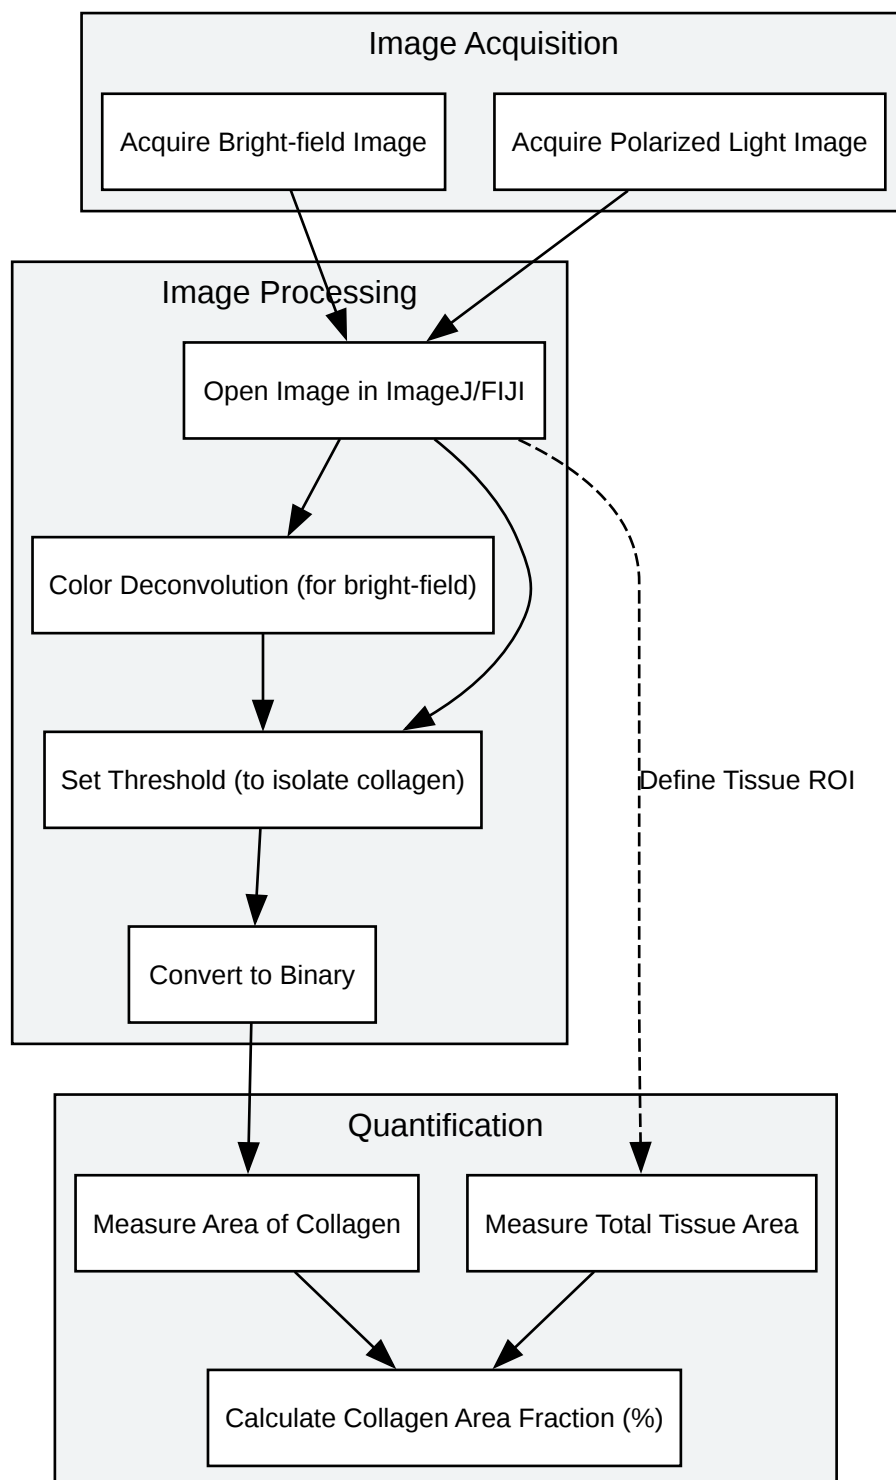 Image Acquisition
Acquire Bright-field Image
Acquire Polarized Light Image
Image Processing
Open Image in ImageJ/FIJI
Color Deconvolution (for bright-field)
Set Threshold (to isolate collagen)
Define Tissue ROI
Convert to Binary
Quantification
Measure Area of Collagen
Measure Total Tissue Area
Calculate Collagen Area Fraction (%)